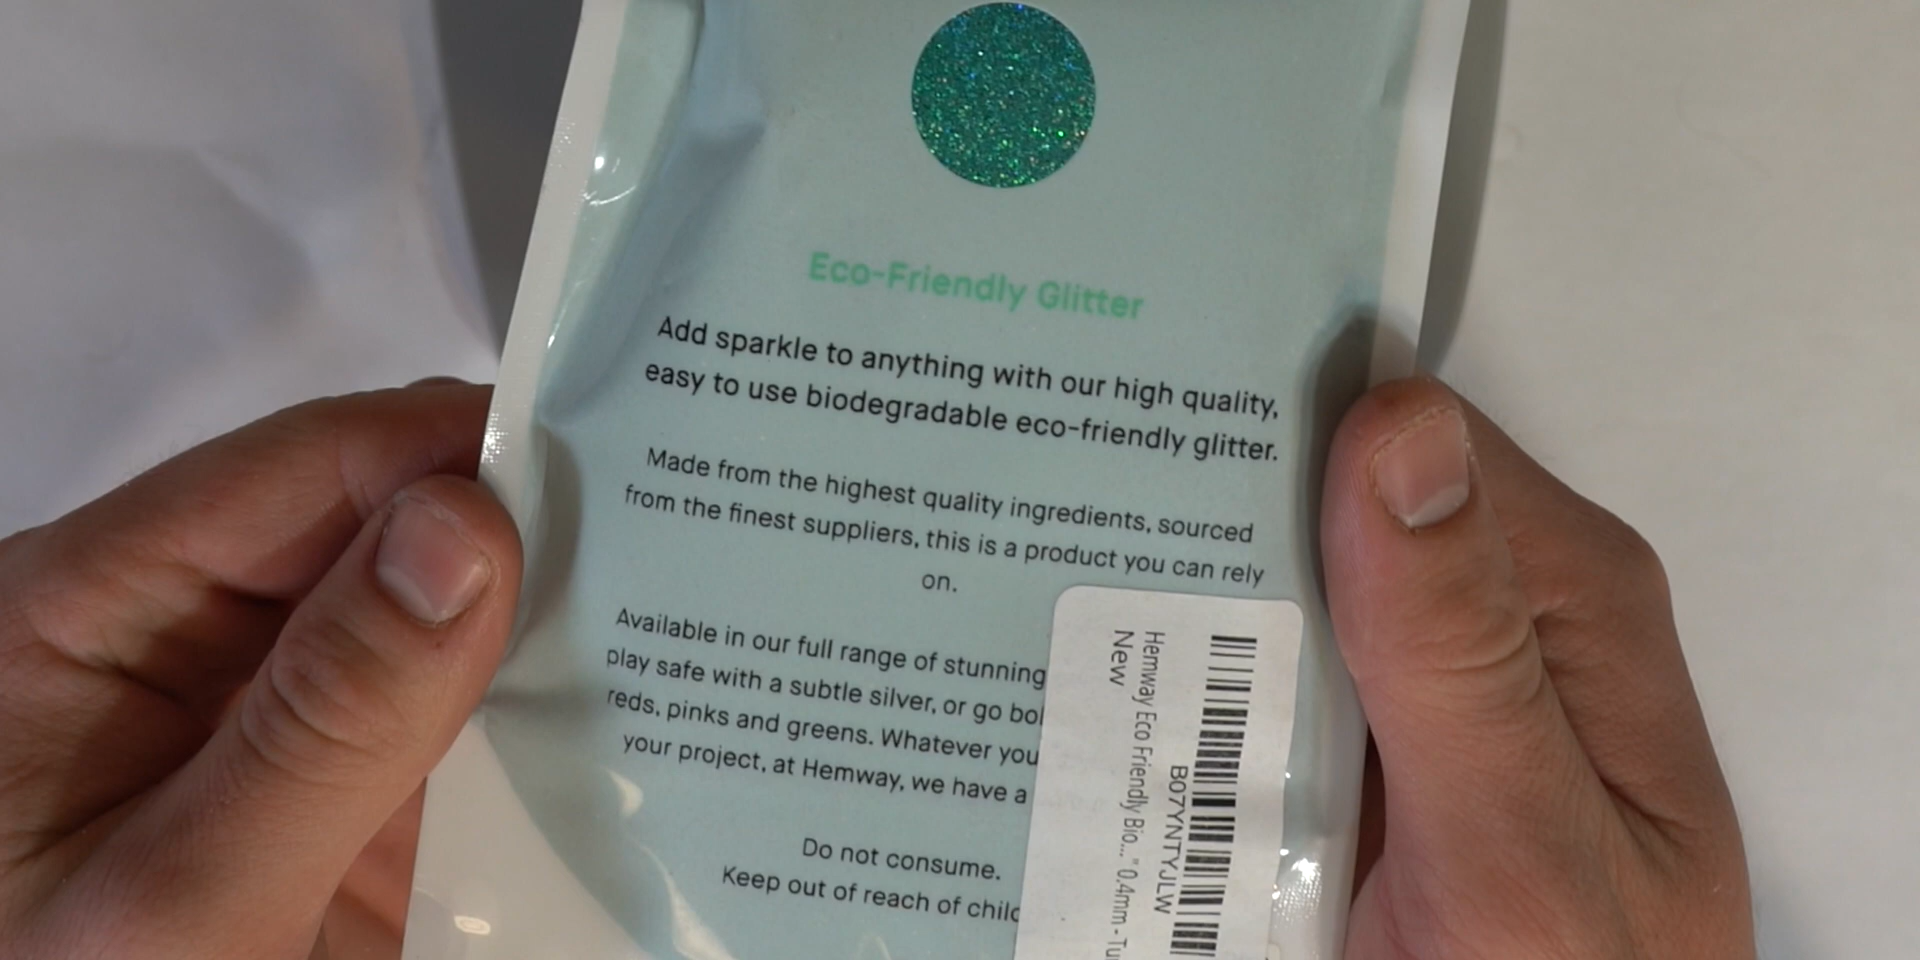 Eco-Friendly Glitter
Add sparkle to anything with our high quality,
easy to use biodegradable eco-friendly glitter.
Made from the highest quality ingredients, sourced
from the finest suppliers, this is a product you can rely
on.
Available in our full range of stunning
play safe with a subtle silver, or go bol
reds, pinks and greens. Whatever you
your project, at Hemway, we have a
Do not consume.
Keep out of reach of chilc
B07YNTYJLW
Hemway Eco Friendly Bio..." 0.4mm - Tu
New